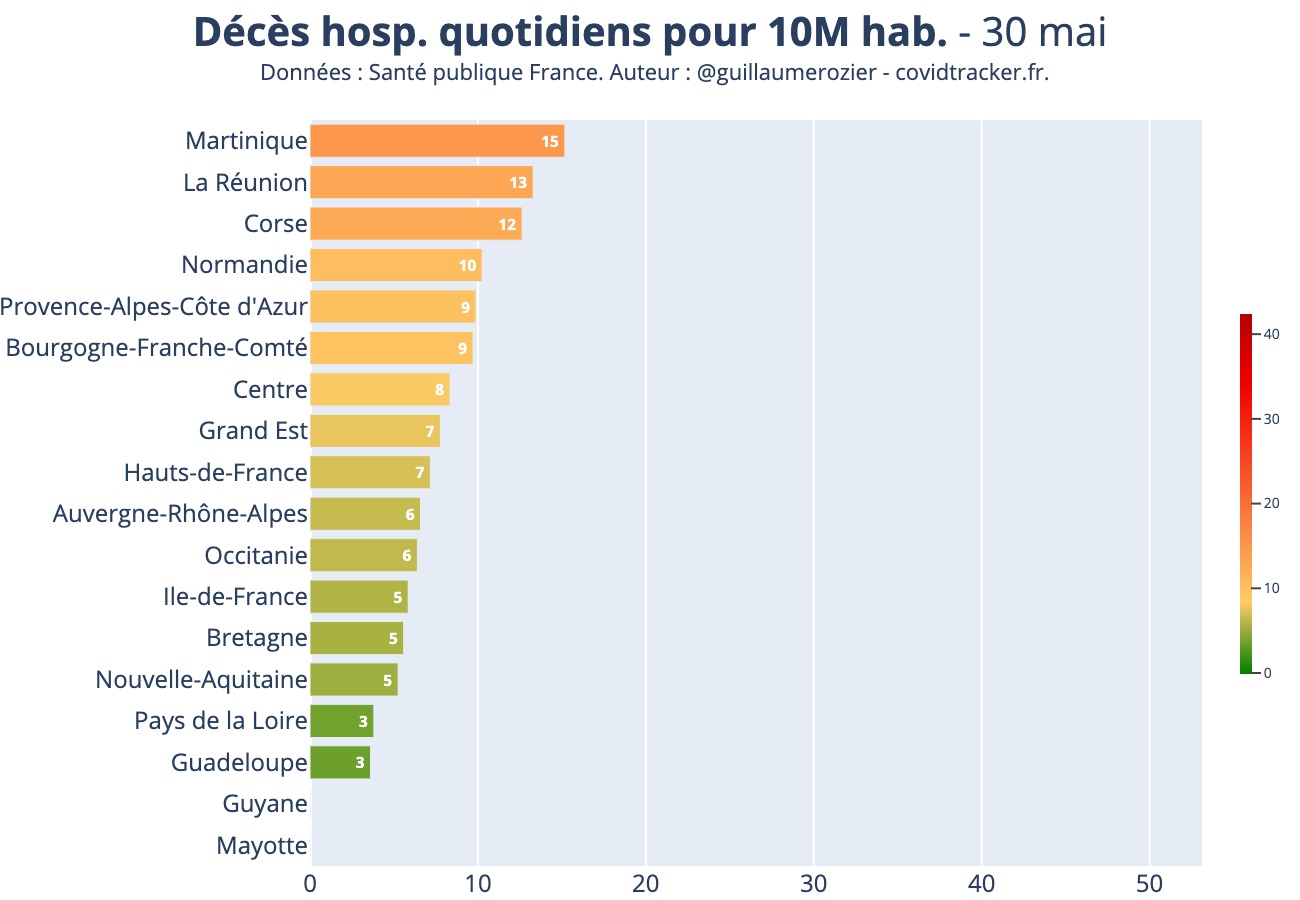 Décès hosp. quotidiens pour 10M hab. - 30 mai
Données : Santé publique France. Auteur : @guillaumerozier - covidtracker.fr.
Martinique 15
La Réunion 13
Corse 12
Normandie 10
Provence-Alpes-Côte d'Azur 9
Bourgogne-Franche-Comté 9
Centre 8
Grand Est 7
Hauts-de-France 7
Auvergne-Rhône-Alpes 6
Occitanie 6
Ile-de-France 5
Bretagne 5
Nouvelle-Aquitaine 5
Pays de la Loire 3
Guadeloupe 3
Guyane
Mayotte
0 10 20 30 40 50
40
30
20
10
0